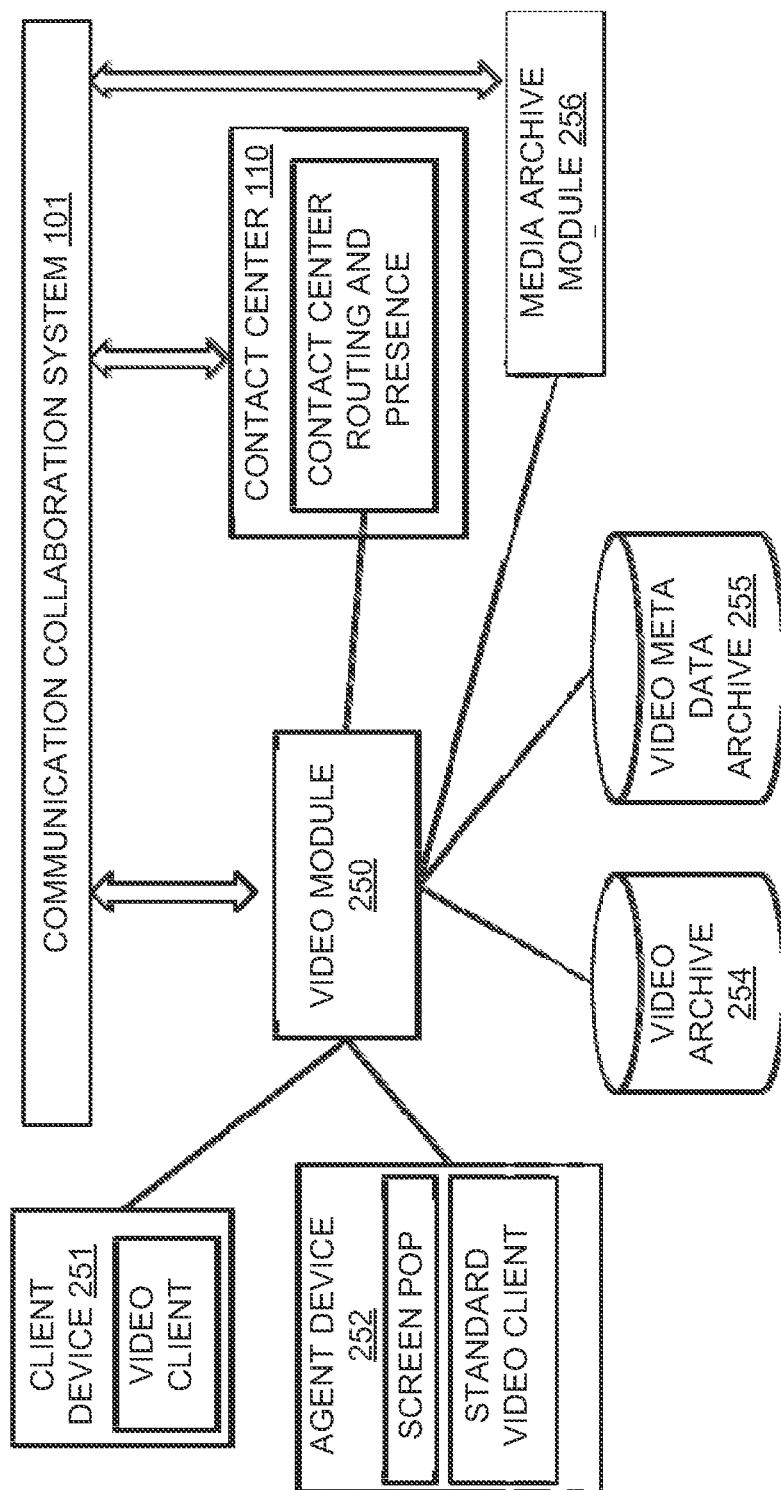 COMMUNICATION COLLABORATION SYSTEM 101
CLIENT
DEVICE 251
VIDEO
CLIENT
AGENT DEVICE
252
SCREEN POP
STANDARD
VIDEO CLIENT
VIDEO MODULE
250
CONTACT CENTER 110
CONTACT CENTER
ROUTING AND
PRESENCE
VIDEO
ARCHIVE
254
VIDEO META
DATA
ARCHIVE 255
MEDIA ARCHIVE
MODULE 256